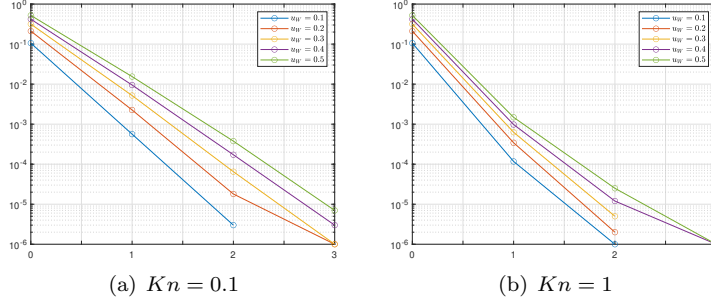 10^0
10^-1
10^-2
10^-3
10^-4
10^-5
10^-6
0 1 2 3
u_W = 0.1
u_W = 0.2
u_W = 0.3
u_W = 0.4
u_W = 0.5
(a) Kn = 0.1
10^0
10^-1
10^-2
10^-3
10^-4
10^-5
10^-6
0 1 2
u_W = 0.1
u_W = 0.2
u_W = 0.3
u_W = 0.4
u_W = 0.5
(b) Kn = 1